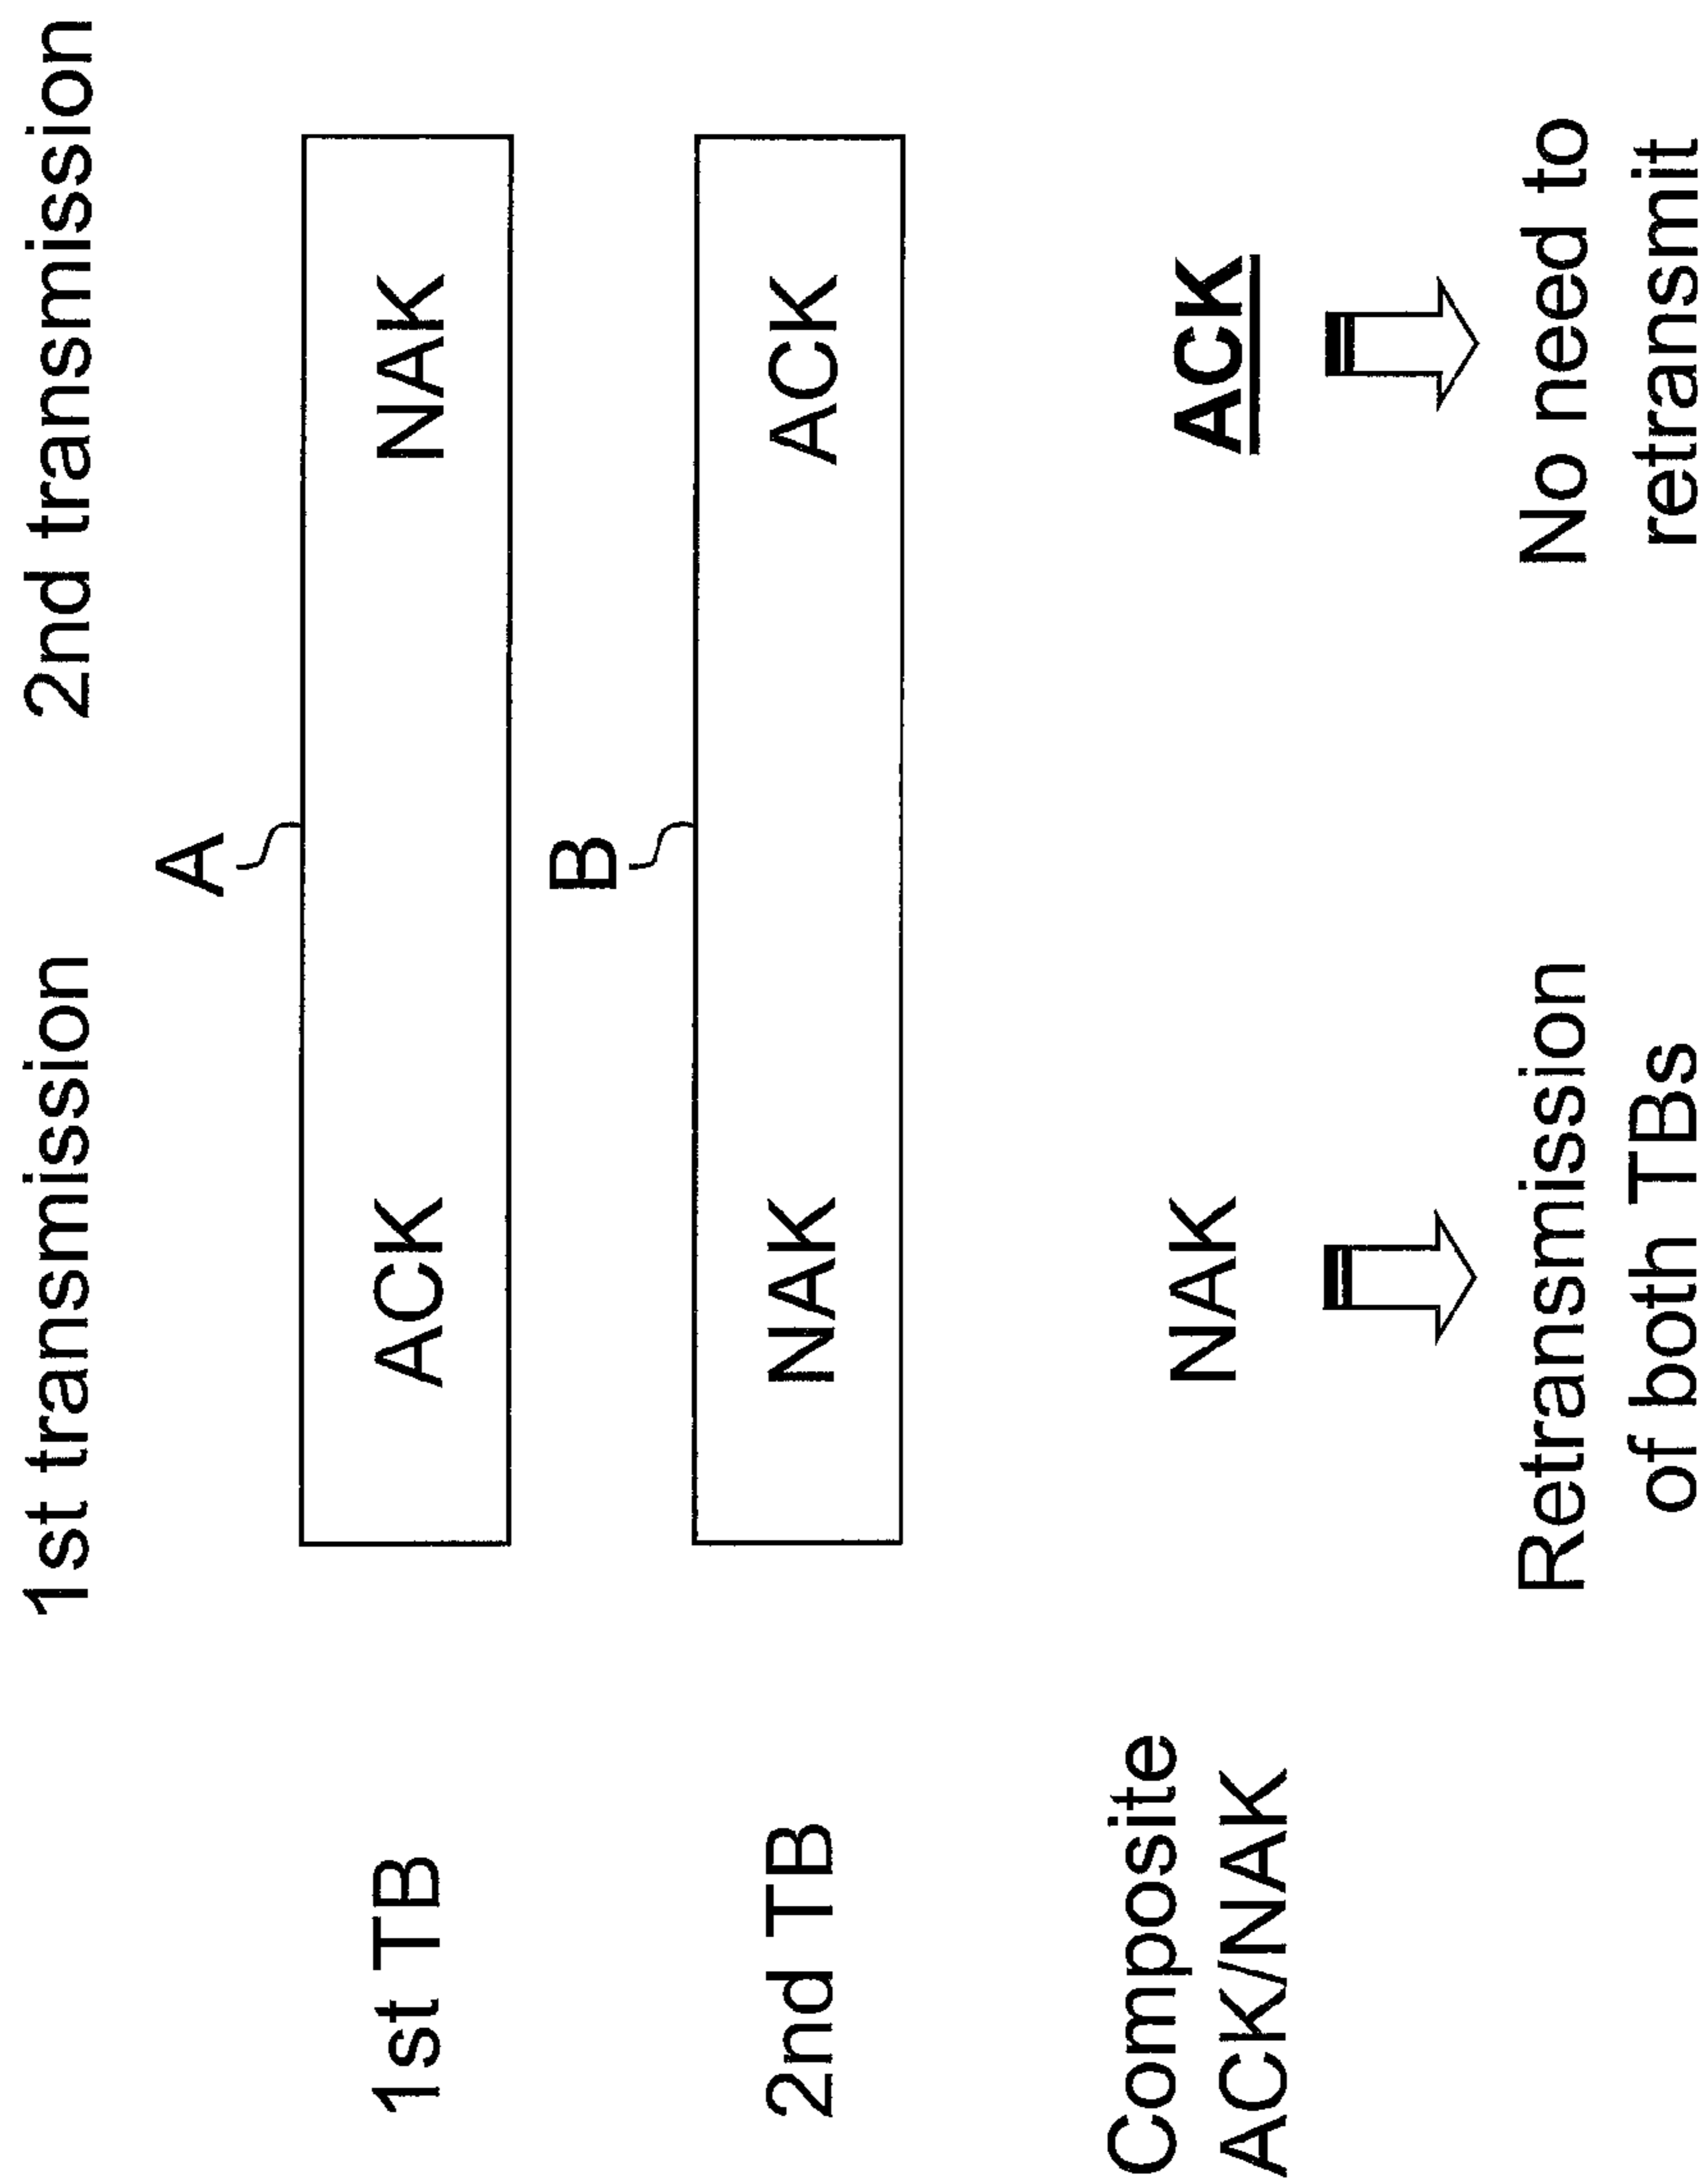 1st transmission 2nd transmission
A
1st TB ACK NAK
B
2nd TB NAK ACK
Composite
ACK/NAK NAK ACK
Retransmission
of both TBs
No need to
retransmit